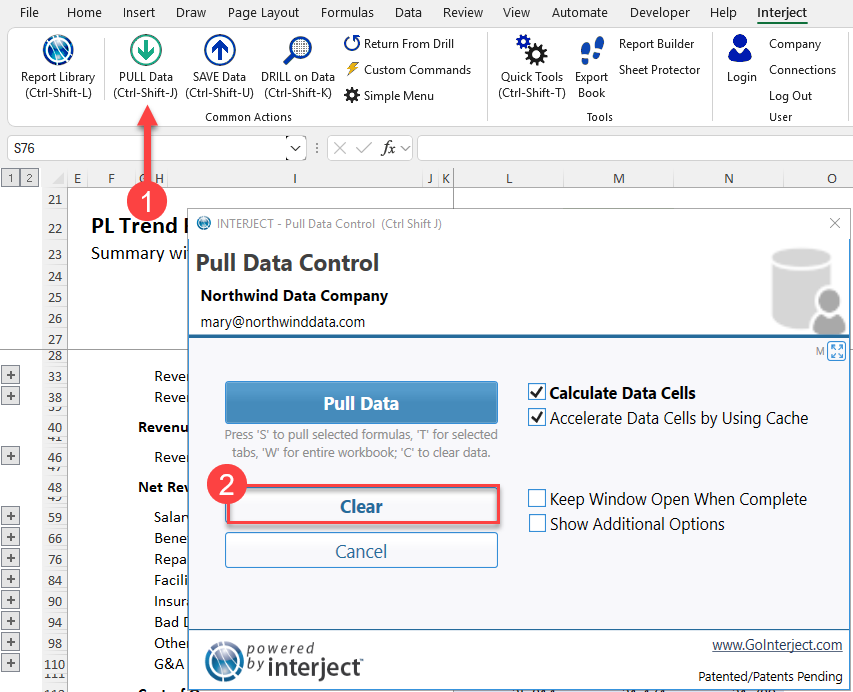 File Home Insert Draw Page Layout Formulas Data Review View Automate Developer Help Interject
Report Library (Ctrl-Shift-L)
PULL Data (Ctrl-Shift-J)
SAVE Data (Ctrl-Shift-U)
DRILL on Data (Ctrl-Shift-K)
Return From Drill
Custom Commands
Simple Menu
Common Actions
Quick Tools (Ctrl-Shift-T)
Export Book
Report Builder
Sheet Protector
Tools
Login
Company
Connections
Log Out
User
S76
fx
1 2
E F G H I J K L M N O
1
21
22 PL Trend
23 Summary wi
24
25
26
27
28
33 Reven
38 Reven
40 Revenu
41
46 Reven
47
48 Net Rev
49
59 Salar
66 Bene
76 Repa
84 Facili
90 Insur
94 Bad D
98 Other
110 G&A
111
INTERJECT - Pull Data Control (Ctrl Shift J)
Pull Data Control
Northwind Data Company
mary@northwinddata.com
M
Pull Data
Press 'S' to pull selected formulas, 'T' for selected
tabs, 'W' for entire workbook; 'C' to clear data.
2
Clear
Cancel
Calculate Data Cells
Accelerate Data Cells by Using Cache
Keep Window Open When Complete
Show Additional Options
powered
by interject
www.GoInterject.com
Patented/Patents Pending